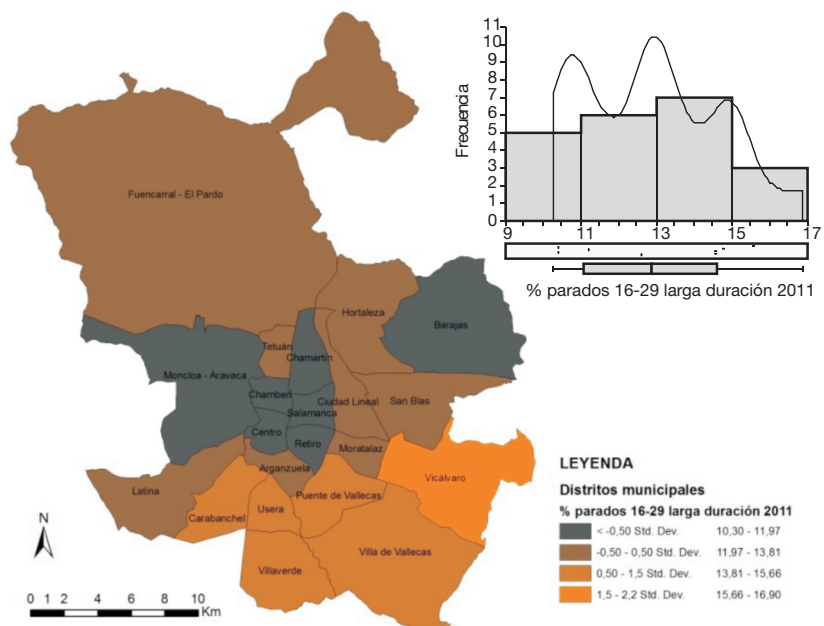 11
10
9
8
7
6
5
4
3
2
1
0
Frecuencia
9 11 13 15 17
% parados 16-29 larga duración 2011
Fuencarral - El Pardo
Hortaleza
Barajas
Tetuán
Chamartín
Moncloa - Aravaca
Chamberí
Ciudad Lineal
San Blas
Salamanca
Centro
Retiro
Moratalaz
Arganzuela
Vicálvaro
Latina
Puente de Vallecas
Carabanchel
Usera
Villa de Vallecas
Villaverde
N
0 1 2 4 6 8 10
Km
LEYENDA
Distritos municipales
% parados 16-29 larga duración 2011
< -0,50 Std. Dev. 10,30 - 11,97
-0,50 - 0,50 Std. Dev. 11,97 - 13,81
0,50 - 1,5 Std. Dev. 13,81 - 15,66
1,5 - 2,2 Std. Dev. 15,66 - 16,90